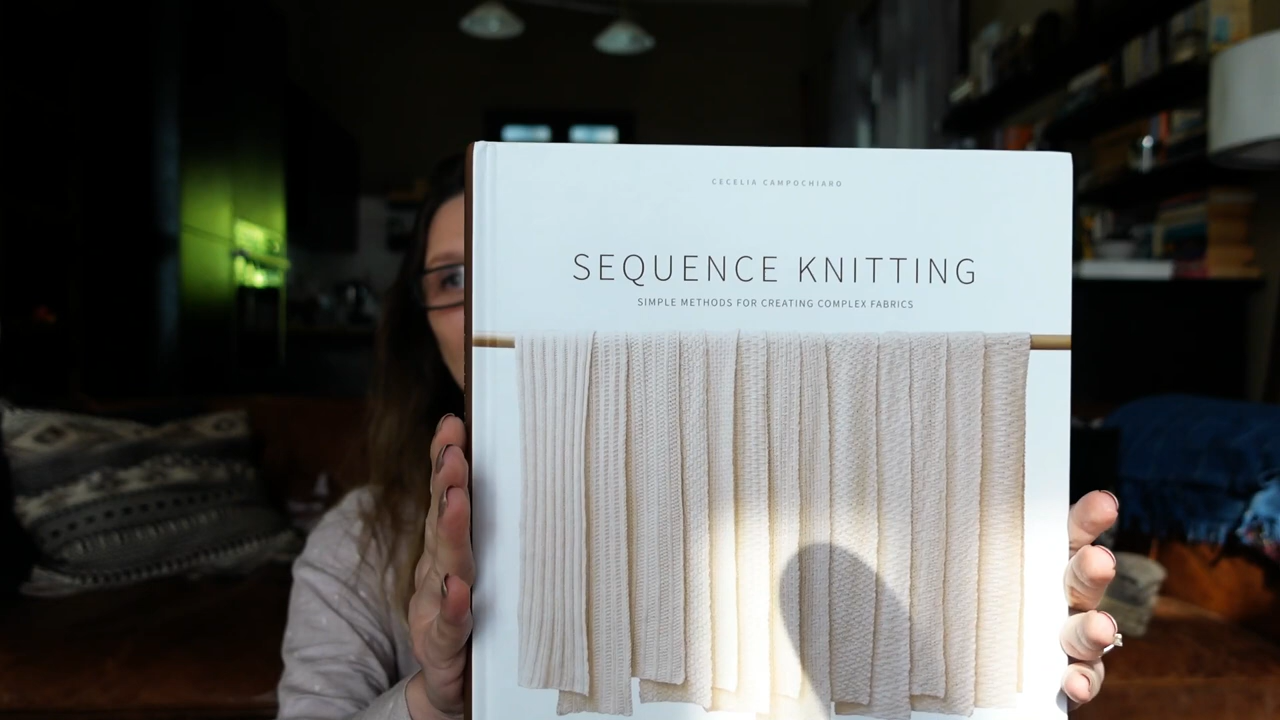 CECELIA CAMPOCHIARO
SEQUENCE KNITTING
SIMPLE METHODS FOR CREATING COMPLEX FABRICS